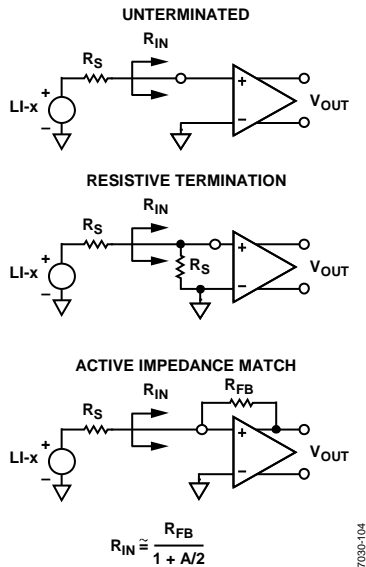 UNTERMINATED
RIN
RS
LI-x
+
–
+
–
VOUT
RESISTIVE TERMINATION
RIN
RS
LI-x
+
–
RS
+
–
VOUT
ACTIVE IMPEDANCE MATCH
RIN
RFB
RS
LI-x
+
–
+
–
VOUT
RIN ≅ RFB
1 + A/2
7030-104